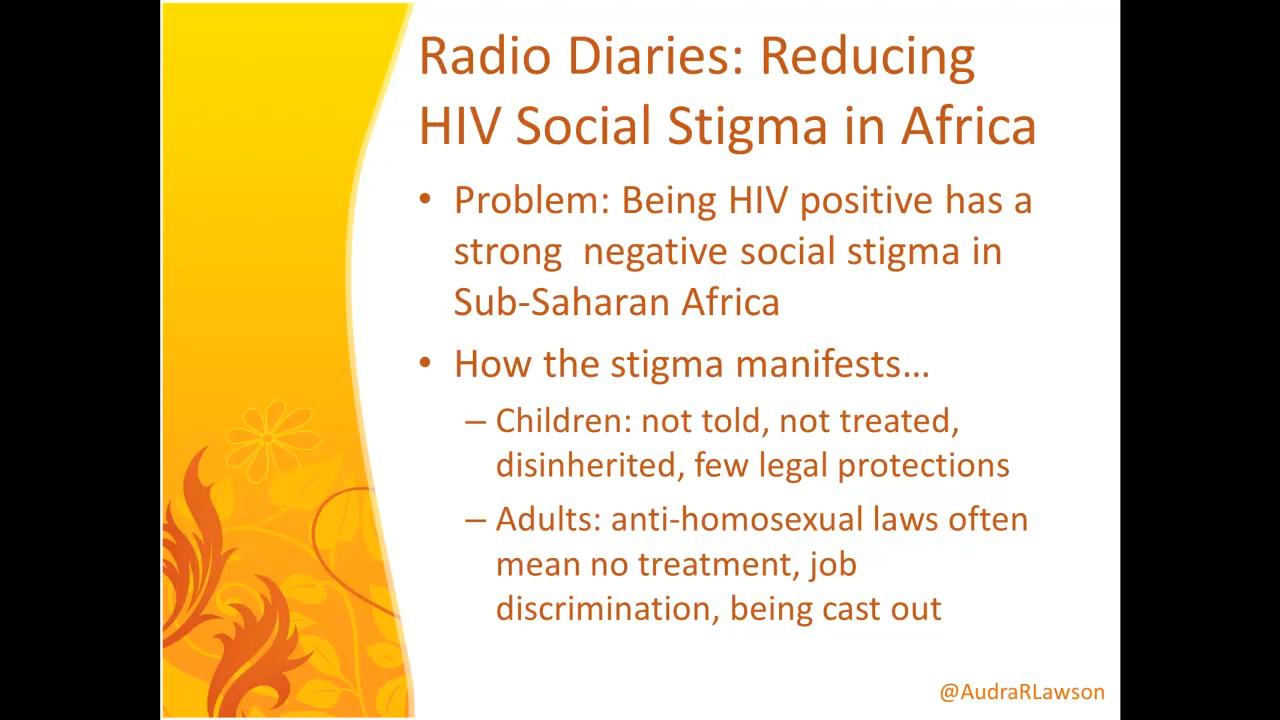 Radio Diaries: Reducing
HIV Social Stigma in Africa
• Problem: Being HIV positive has a
strong  negative social stigma in
Sub-Saharan Africa
• How the stigma manifests…
– Children: not told, not treated,
disinherited, few legal protections
– Adults: anti-homosexual laws often
mean no treatment, job
discrimination, being cast out
@AudraRLawson